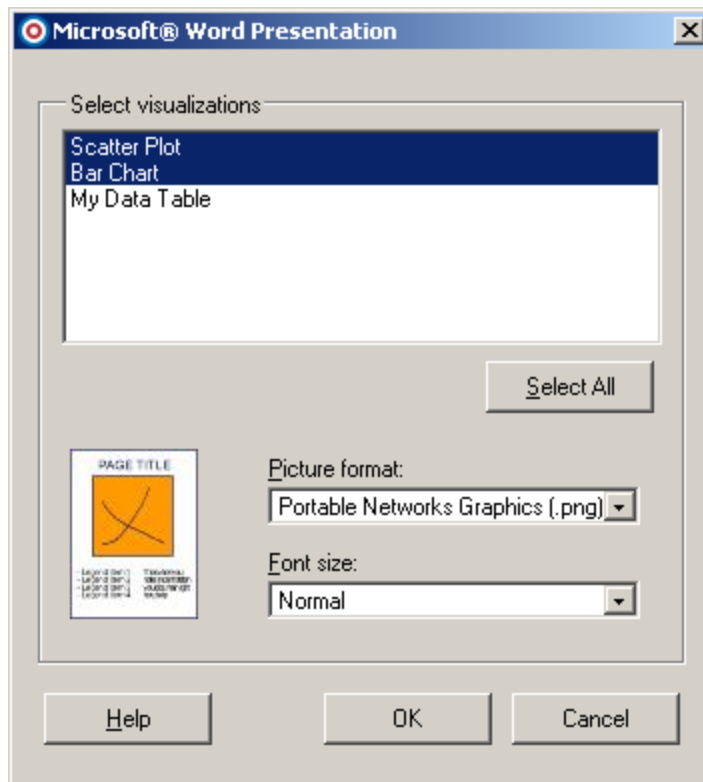 Microsoft® Word Presentation
Select visualizations
Scatter Plot
Bar Chart
My Data Table
Select All
PAGE TITLE
Picture format:
Portable Networks Graphics (.png)
Font size:
Normal
Help
OK
Cancel